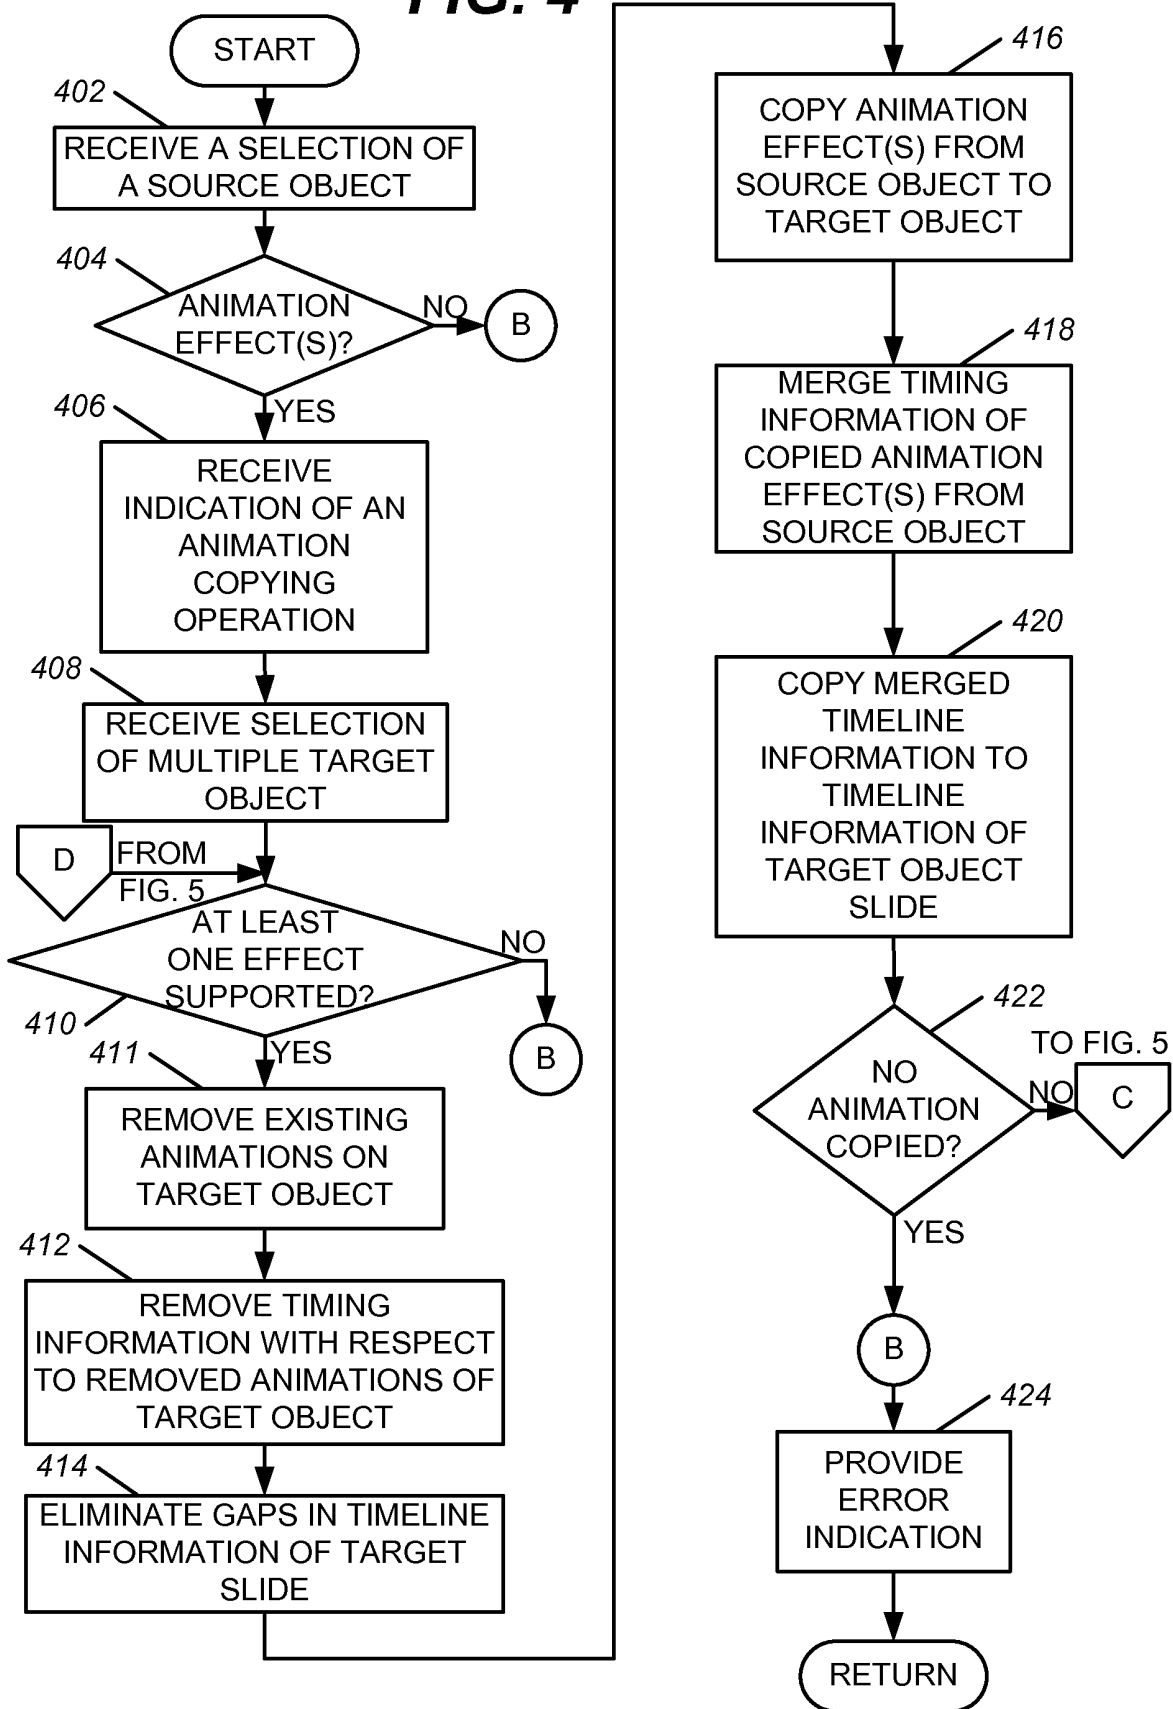 FIG. 4
START
402
RECEIVE A SELECTION OF
A SOURCE OBJECT
404
ANIMATION
EFFECT(S)?
NO
B
YES
406
RECEIVE
INDICATION OF AN
ANIMATION
COPYING
OPERATION
408
RECEIVE SELECTION
OF MULTIPLE TARGET
OBJECT
D
FROM
FIG. 5
AT LEAST
ONE EFFECT
SUPPORTED?
NO
B
410
YES
411
REMOVE EXISTING
ANIMATIONS ON
TARGET OBJECT
412
REMOVE TIMING
INFORMATION WITH RESPECT
TO REMOVED ANIMATIONS OF
TARGET OBJECT
414
ELIMINATE GAPS IN TIMELINE
INFORMATION OF TARGET
SLIDE
416
COPY ANIMATION
EFFECT(S) FROM
SOURCE OBJECT TO
TARGET OBJECT
418
MERGE TIMING
INFORMATION OF
COPIED ANIMATION
EFFECT(S) FROM
SOURCE OBJECT
420
COPY MERGED
TIMELINE
INFORMATION TO
TIMELINE
INFORMATION OF
TARGET OBJECT
SLIDE
422
NO
ANIMATION
COPIED?
TO FIG. 5
NO
C
YES
B
424
PROVIDE
ERROR
INDICATION
RETURN